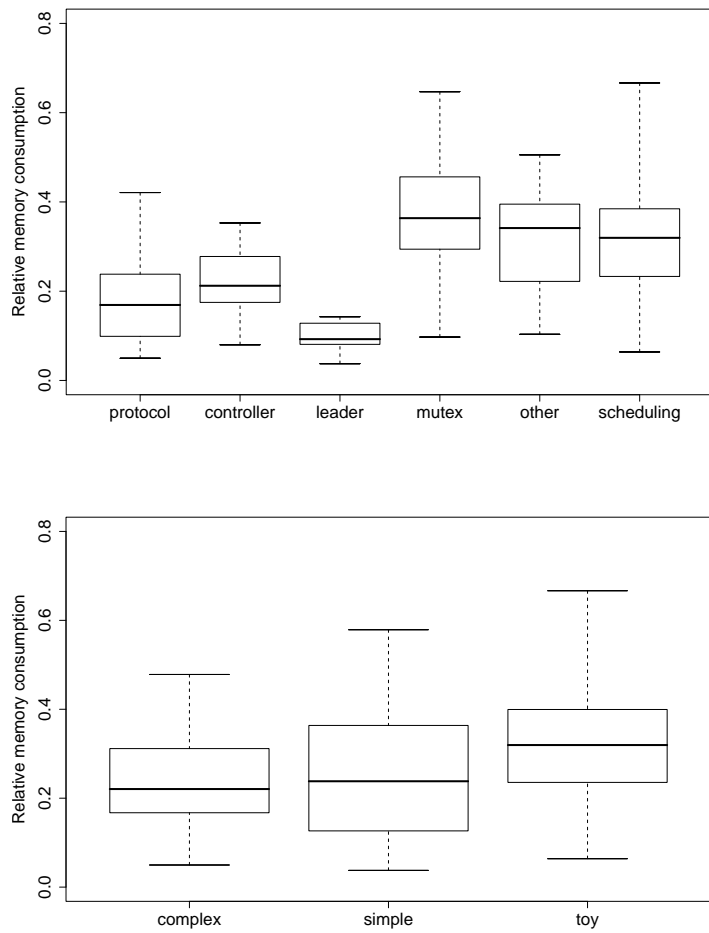 Relative memory consumption
0.8
0.6
0.4
0.2
0.0
protocol controller leader mutex other scheduling
Relative memory consumption
0.8
0.6
0.4
0.2
0.0
complex simple toy